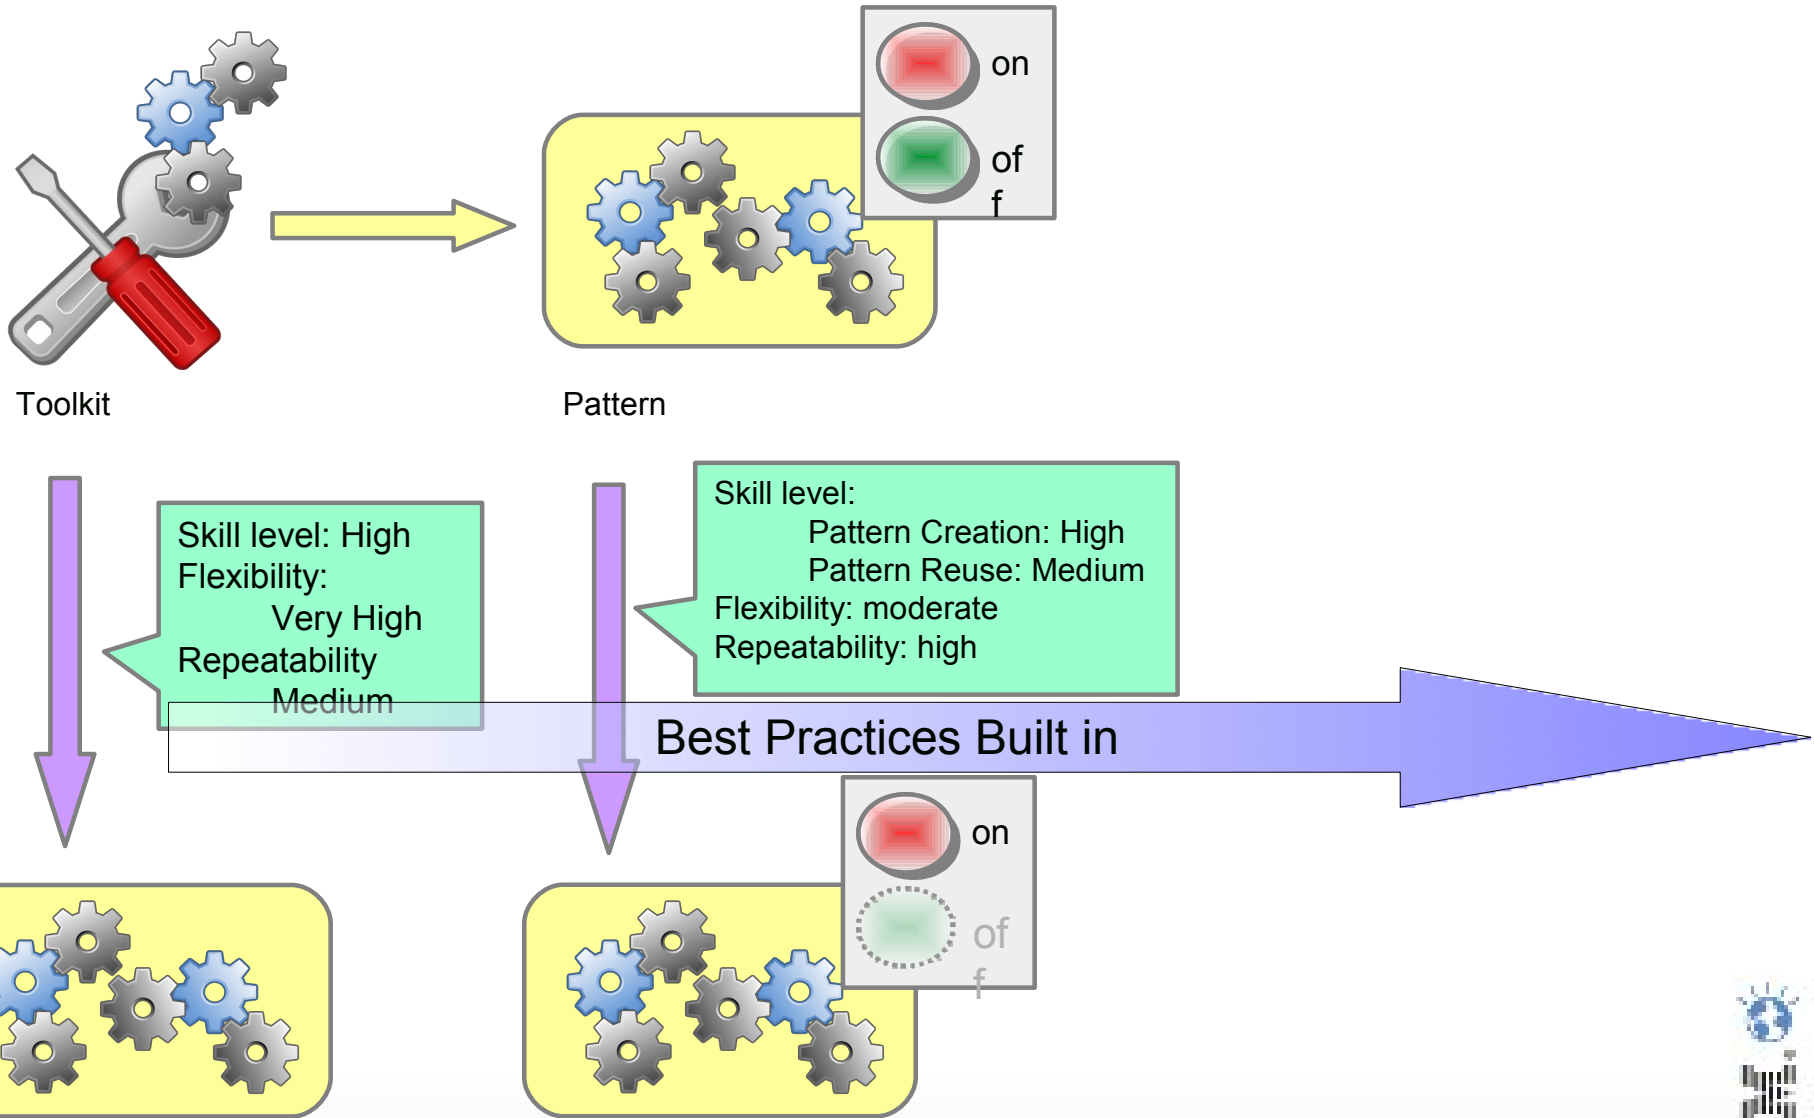 on
of
f
Toolkit
Pattern
Skill level: High
Flexibility:
Very High
Repeatability
Medium
Skill level:
Pattern Creation: High
Pattern Reuse: Medium
Flexibility: moderate
Repeatability: high
Best Practices Built in
on
of
f